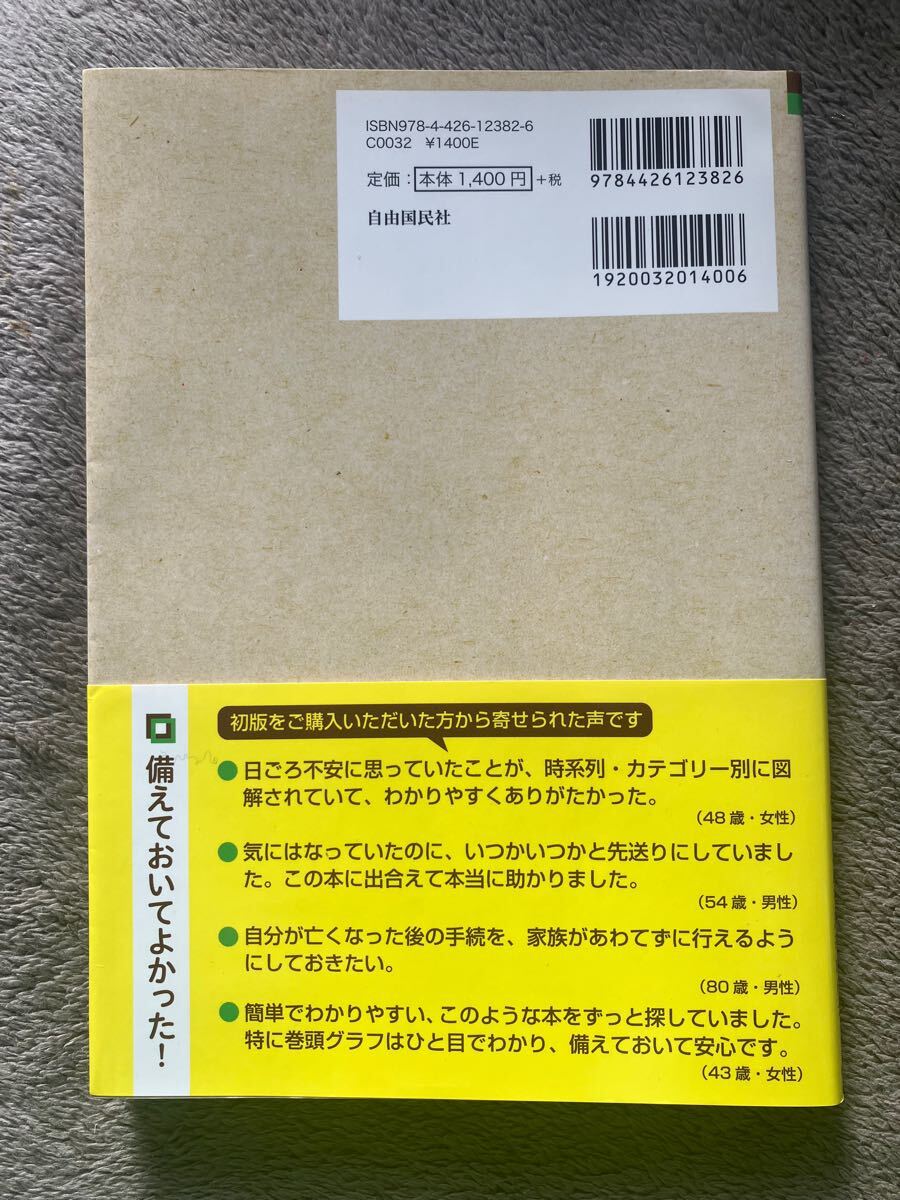 ISBN978-4-426-12382-6
C0032 ¥1400E
定価：本体1,400円+税
自由国民社
9784426123826
1920032014006
備えておいてよかった！
初版をご購入いただいた方から寄せられた声です
●日ごろ不安に思っていたことが、時系列・カテゴリー別に図
解されていて、わかりやすくありがたかった。
（48歳・女性）
●気にはなっていたのに、いつかいつかと先送りにしていまし
た。この本に出合えて本当に助かりました。
（54歳・男性）
●自分が亡くなった後の手続を、家族があわてずに行えるよう
にしておきたい。
（80歳・男性）
●簡単でわかりやすい、このような本をずっと探していました。
特に巻頭グラフはひと目でわかり、備えておいて安心です。
（43歳・女性）